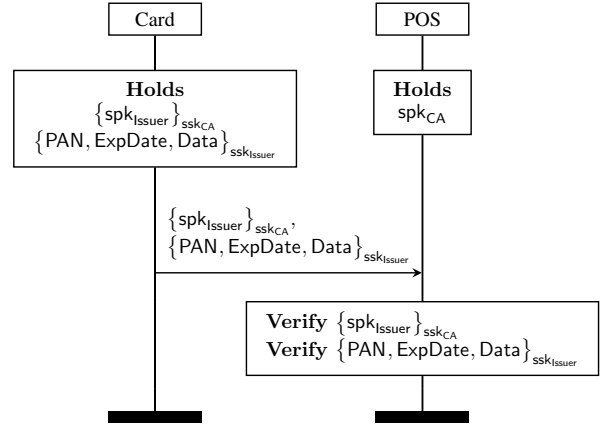 Card
POS
Holds
{spk_Issuer}_ssk_CA
{PAN, ExpDate, Data}_ssk_Issuer
Holds
spk_CA
{spk_Issuer}_ssk_CA,
{PAN, ExpDate, Data}_ssk_Issuer
Verify {spk_Issuer}_ssk_CA
Verify {PAN, ExpDate, Data}_ssk_Issuer